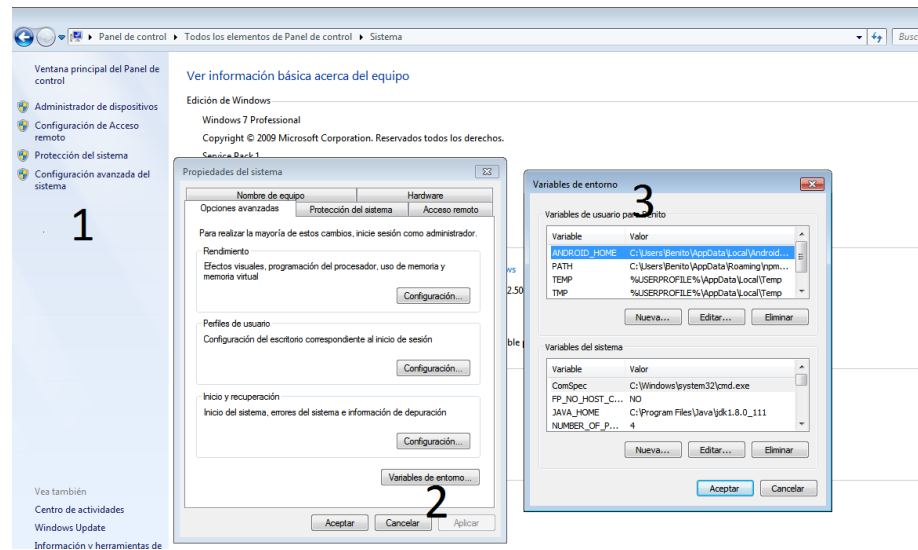 Panel de control ▸ Todos los elementos de Panel de control ▸ Sistema
Busc
Ventana principal del Panel de
control
Administrador de dispositivos
Configuración de Acceso
remoto
Protección del sistema
Configuración avanzada del
sistema
1
Vea también
Centro de actividades
Windows Update
Información y herramientas de
Ver información básica acerca del equipo
Edición de Windows
Windows 7 Professional
Copyright © 2009 Microsoft Corporation. Reservados todos los derechos.
Service Pack 1
ws
2.50
ble p
Propiedades del sistema
Nombre de equipo
Hardware
Opciones avanzadas
Protección del sistema
Acceso remoto
Para realizar la mayoría de estos cambios, inicie sesión como administrador.
Rendimiento
Efectos visuales, programación del procesador, uso de memoria y
memoria virtual
Configuración...
Perfiles de usuario
Configuración del escritorio correspondiente al inicio de
sesión
Configuración...
Inicio y recuperación
Inicio del sistema, errores del sistema e información de depuración
Configuración...
Variables de entorno...
2
Aceptar
Cancelar
Aplicar
Variables de entorno
3
Variables de usuario para Benito
Variable Valor
ANDROID_HOME C:\Users\Benito\AppData\Local\Android...
PATH C:\Users\Benito\AppData\Roaming\npm...
TEMP %USERPROFILE%\AppData\Local\Temp
TMP %USERPROFILE%\AppData\Local\Temp
Nueva... Editar... Eliminar
Variables del sistema
Variable Valor
ComSpec C:\Windows\system32\cmd.exe
FP_NO_HOST_C... NO
JAVA_HOME C:\Program Files\Java\jdk1.8.0_111
NUMBER_OF_P... 4
Nueva... Editar... Eliminar
Aceptar Cancelar